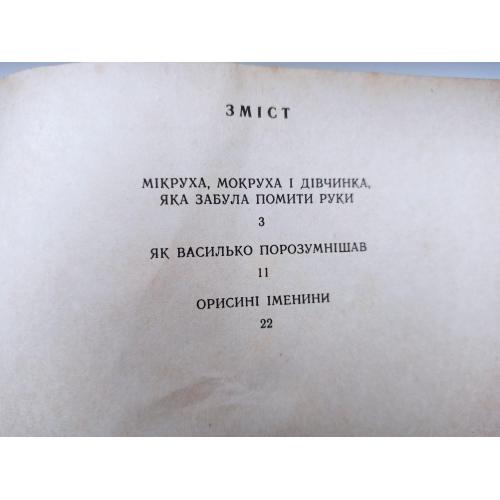 ЗМІСТ
МІКРУХА, МОКРУХА І ДІВЧИНКА,
ЯКА ЗАБУЛА ПОМИТИ РУКИ
3
ЯК ВАСИЛЬКО ПОРОЗУМНІШАВ
11
ОРИСИНІ ІМЕНИНИ
22